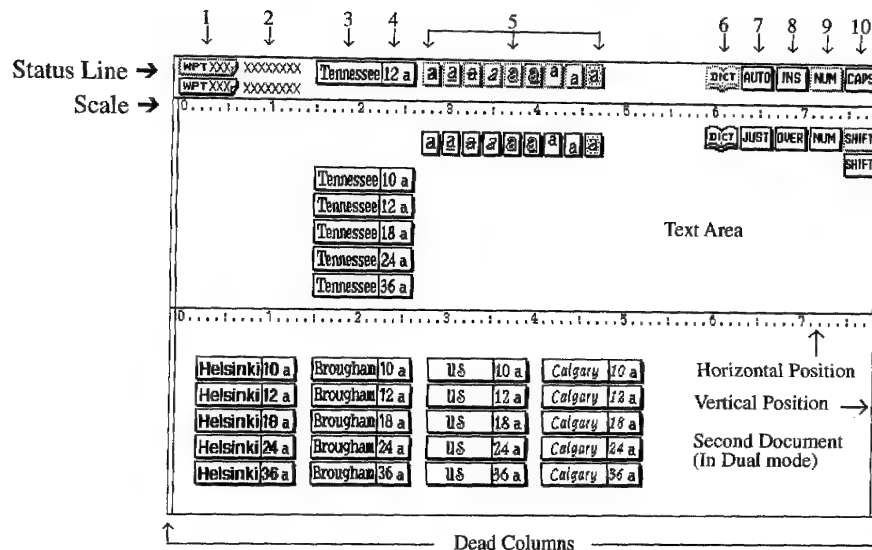 1 2 3 4 5 6 7 8 9 10
Status Line → WPT XXX XXXXXXXX Tennessee 12 a a a a a a a a a a DICT AUTO INS NUM CAPS
WPT XXX XXXXXXXX
Scale → 0 1 2 3 4 5 6 7
a a a a a a a a a DICT JUST OVER NUM SHIFT
SHIFT
Tennessee 10 a
Tennessee 12 a
Tennessee 18 a
Tennessee 24 a
Tennessee 36 a
Text Area
0 1 2 3 4 5 6 7
Helsinki 10 a Brougham 10 a US 10 a Calgary 10 a
Helsinki 12 a Brougham 12 a US 12 a Calgary 12 a
Helsinki 18 a Brougham 18 a US 18 a Calgary 18 a
Helsinki 24 a Brougham 24 a US 24 a Calgary 24 a
Helsinki 36 a Brougham 36 a US 36 a Calgary 36 a
Horizontal Position
Vertical Position →
Second Document
(In Dual mode)
Dead Columns